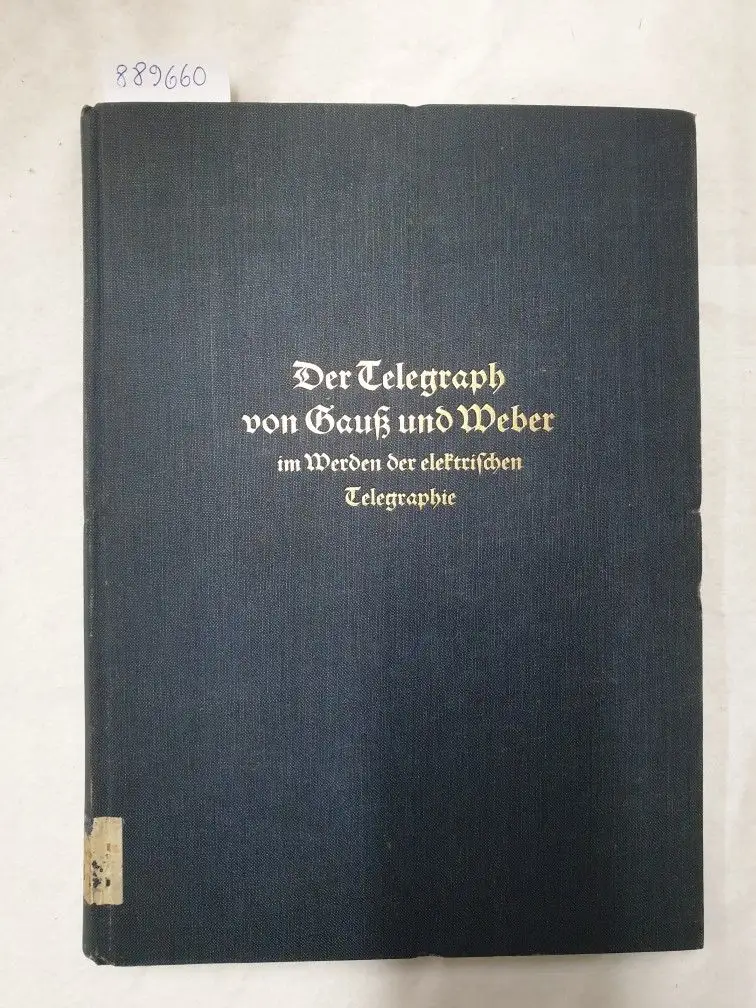 889660
Der Telegraph
von Gauß und Weber
im Werden der elektriſchen
Telegraphie